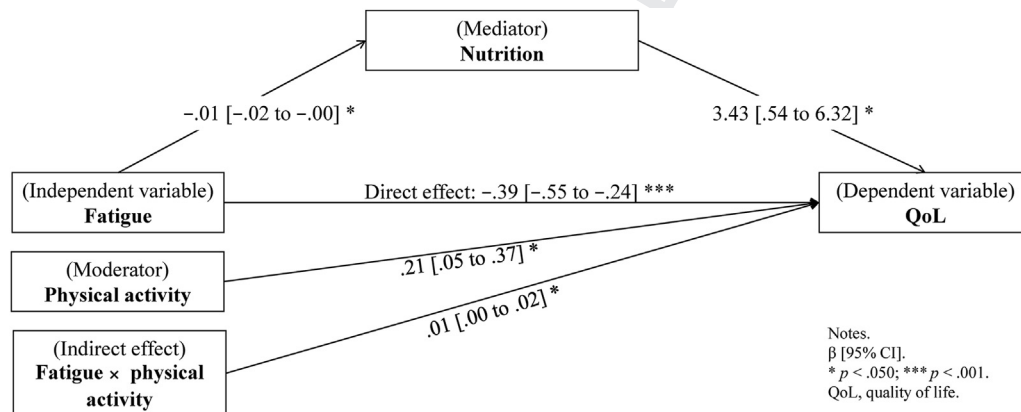 (Mediator)
Nutrition
−.01 [−.02 to −.00] *
3.43 [.54 to 6.32] *
(Independent variable)
Fatigue
Direct effect: −.39 [−.55 to −.24] ***
(Dependent variable)
QoL
(Moderator)
Physical activity
.21 [.05 to .37] *
.01 [.00 to .02] *
(Indirect effect)
Fatigue × physical
activity
Notes.
β [95% CI].
* p < .050; *** p < .001.
QoL, quality of life.